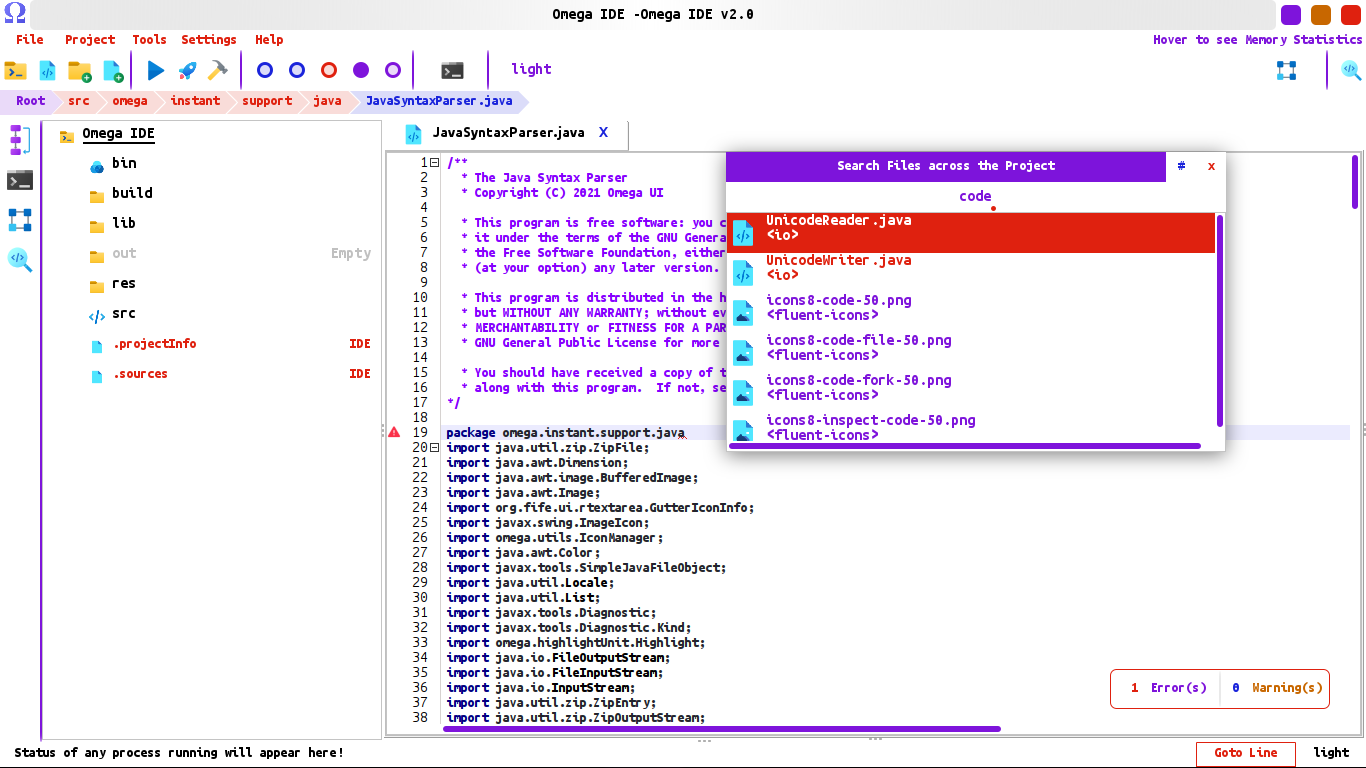 Omega IDE -Omega IDE v2.0
File Project Tools Settings Help
Hover to see Memory Statistics
light
Root src omega instant support java JavaSyntaxParser.java
Omega IDE
bin
build
lib
out Empty
res
src
.projectInfo IDE
.sources IDE
JavaSyntaxParser.java X
1 /**
2 * The Java Syntax Parser
3 * Copyright (C) 2021 Omega UI
4
5 * This program is free software: you c
6 * it under the terms of the GNU Genera
7 * the Free Software Foundation, either
8 * (at your option) any later version.
9
10 * This program is distributed in the h
11 * but WITHOUT ANY WARRANTY; without ev
12 * MERCHANTABILITY or FITNESS FOR A PAR
13 * GNU General Public License for more
14
15 * You should have received a copy of t
16 * along with this program.  If not, se
17 */
18
19 package omega.instant.support.java
20 import java.util.zip.ZipFile;
21 import java.awt.Dimension;
22 import java.awt.image.BufferedImage;
23 import java.awt.Image;
24 import org.fife.ui.rtextarea.GutterIconInfo;
25 import javax.swing.ImageIcon;
26 import omega.utils.IconManager;
27 import java.awt.Color;
28 import javax.tools.SimpleJavaFileObject;
29 import java.util.Locale;
30 import java.util.List;
31 import javax.tools.Diagnostic;
32 import javax.tools.Diagnostic.Kind;
33 import omega.highlightUnit.Highlight;
34 import java.io.FileOutputStream;
35 import java.io.FileInputStream;
36 import java.io.InputStream;
37 import java.util.zip.ZipEntry;
38 import java.util.zip.ZipOutputStream;
Search Files across the Project # x
code
UnicodeReader.java
<io>
UnicodeWriter.java
<io>
icons8-code-50.png
<fluent-icons>
icons8-code-file-50.png
<fluent-icons>
icons8-code-fork-50.png
<fluent-icons>
icons8-inspect-code-50.png
<fluent-icons>
1 Error(s) 0 Warning(s)
Status of any process running will appear here!
Goto Line light